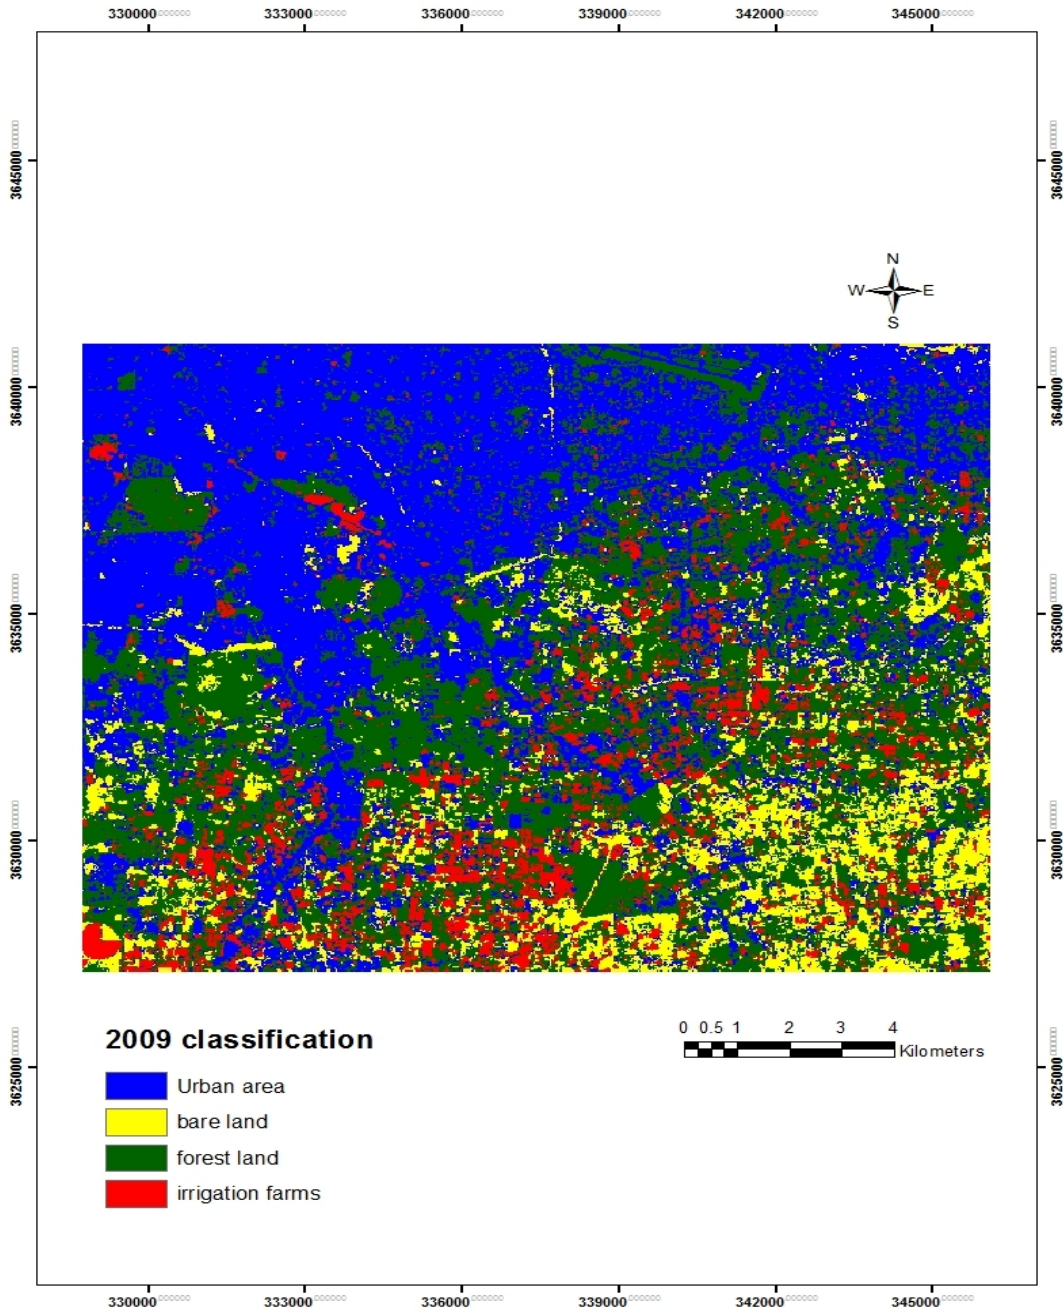 330000 333000 336000 339000 342000 345000
3645000 3645000
N
W E
S
3640000 3640000
3635000 3635000
3630000 3630000
2009 classification
0 0.5 1 2 3 4
Kilometers
3625000 3625000
Urban area
bare land
forest land
irrigation farms
330000 333000 336000 339000 342000 345000